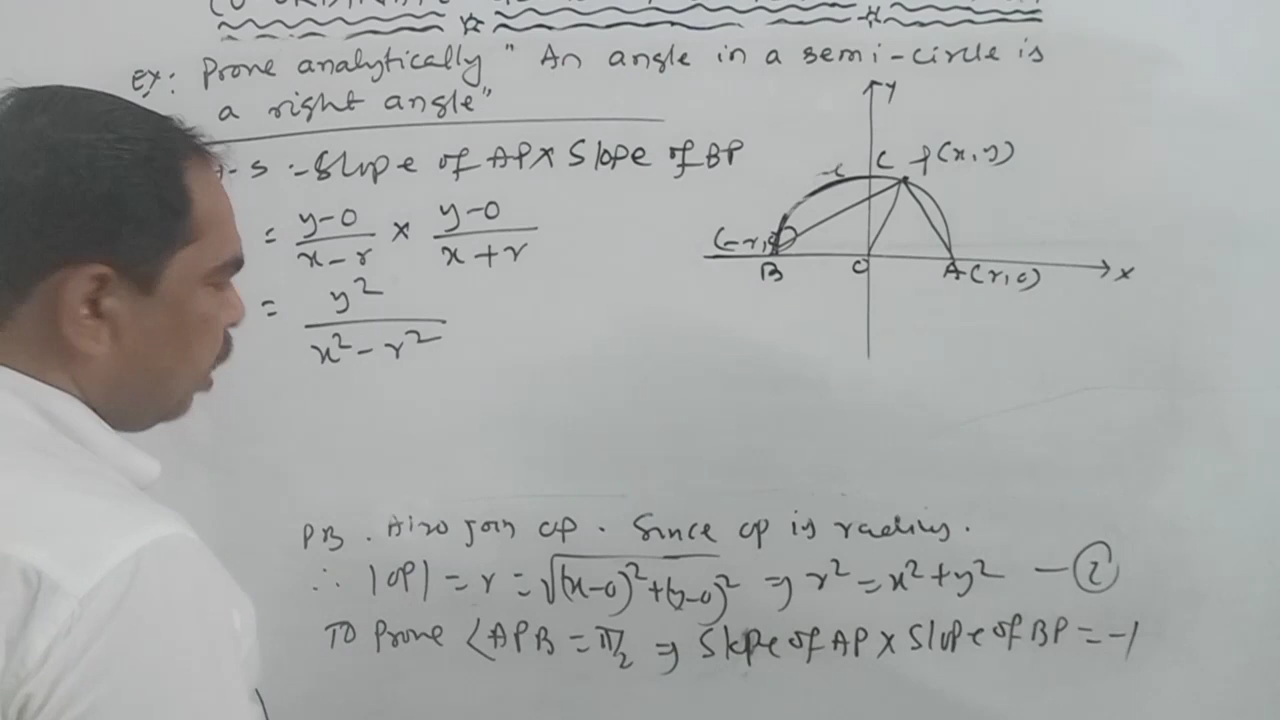 Ex: Prove analytically "An angle in a semi-circle is
a right angle"
.s :- Slope of AP x Slope of BP
= y-0 / x-r x y-0 / x+r
= y² / x²-r²
y
C P(x,y)
r
(-r,0)
B
O
A(r,0)
x
PB. Also join OP. Since OP is radius.
∴ |OP| = r = √(x-0)²+(y-0)² ⇒ r² = x²+y² —(i)
To Prove ∠APB = π/2 ⇒ Slope of AP x Slope of BP = -1